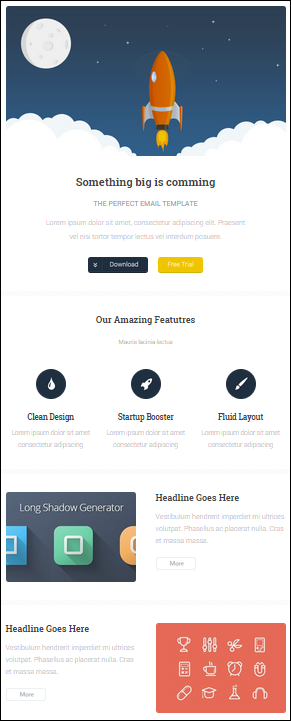 Something big is comming
THE PERFECT EMAIL TEMPLATE
Lorem ipsum dolor sit amet, consectetur adipiscing elit. Praesent
vel nisi tortor tempor lectus vel interdum posuere.
Download
Free Trial
Our Amazing Featutres
Mauris lacinia lectus
Clean Design
Lorem ipsum dolor sit amet
consectetur adipiscing
Startup Booster
Lorem ipsum dolor sit amet
consectetur adipiscing
Fluid Layout
Lorem ipsum dolor sit amet
consectetur adipiscing
Long Shadow Generator
Headline Goes Here
Vestibulum hendrerit imperdiet mi ultrices
volutpat. Phasellus ac placerat nulla. Cras
et massa massa.
More
Headline Goes Here
Vestibulum hendrerit imperdiet mi ultrices
volutpat. Phasellus ac placerat nulla. Cras
et massa massa.
More